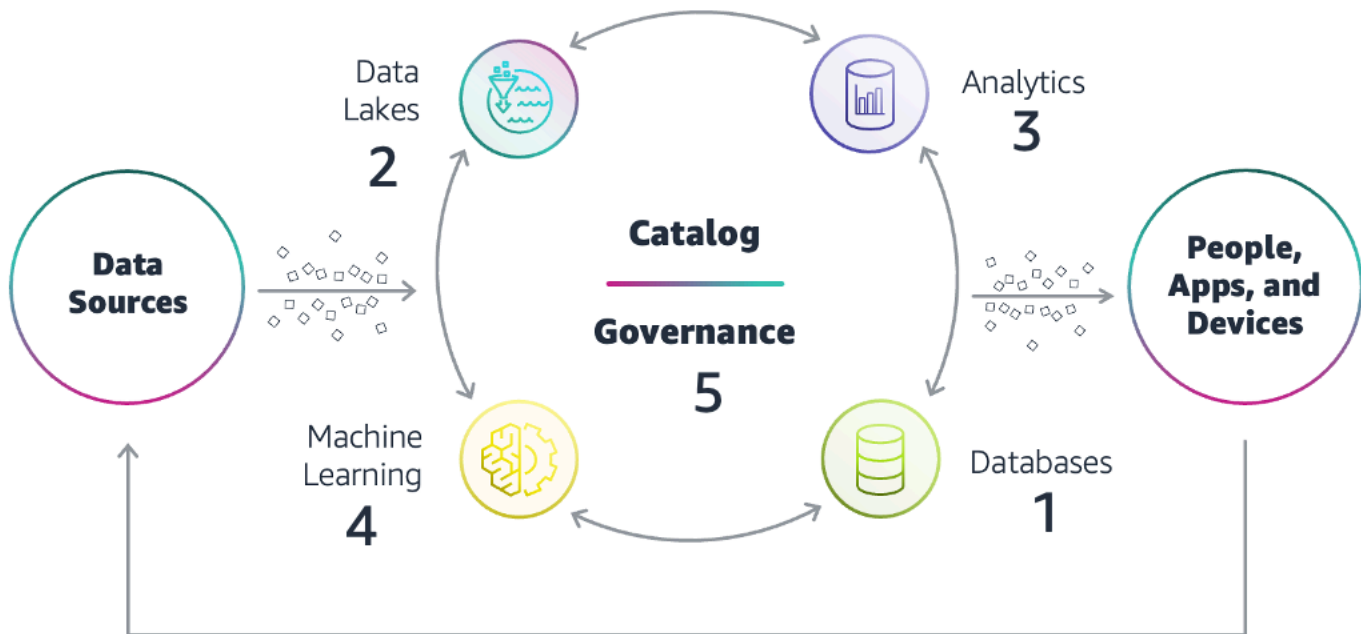 Data
Lakes
2
Analytics
3
Data
Sources
Catalog
Governance
5
People,
Apps, and
Devices
Machine
Learning
4
Databases
1